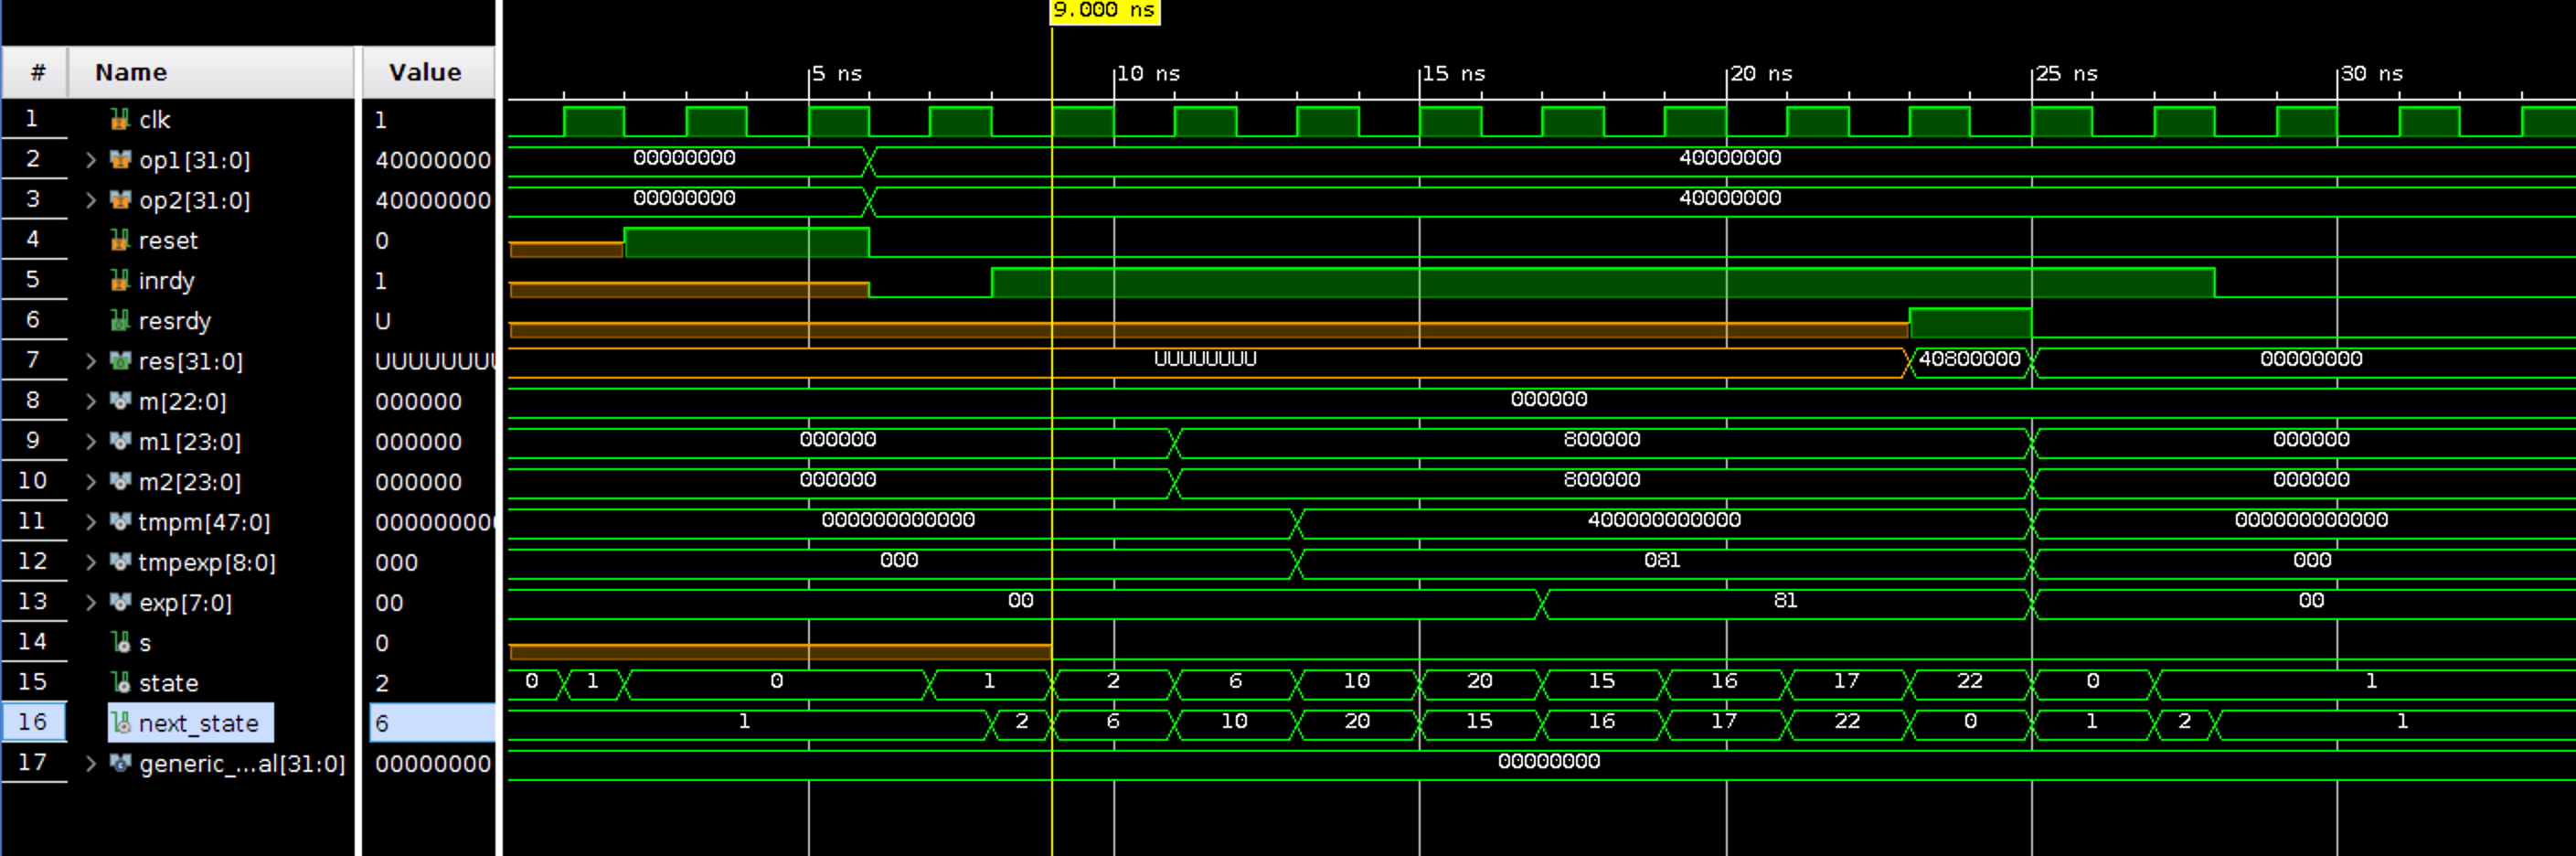 9.000 ns
# Name Value 5 ns 10 ns 15 ns 20 ns 25 ns 30 ns
1 clk 1
2 op1[31:0] 40000000 00000000 40000000
3 op2[31:0] 40000000 00000000 40000000
4 reset 0
5 inrdy 1
6 resrdy U
7 res[31:0] UUUUUUUU UUUUUUUU 40800000 00000000
8 m[22:0] 000000 000000
9 m1[23:0] 000000 000000 800000 000000
10 m2[23:0] 000000 000000 800000 000000
11 tmpm[47:0] 000000000 000000000000 400000000000 000000000000
12 tmpexp[8:0] 000 000 081 000
13 exp[7:0] 00 00 81 00
14 s 0
15 state 2 0 1 0 1 2 6 10 20 15 16 17 22 0 1
16 next_state 6 1 2 6 10 20 15 16 17 22 0 1 2 1
17 generic_...al[31:0] 00000000 00000000